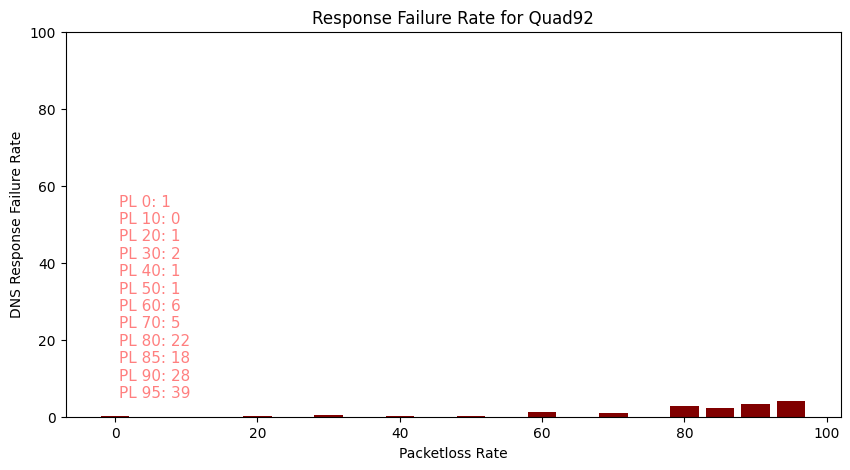 Response Failure Rate for Quad92
100
80
60
40
20
0
DNS Response Failure Rate
PL 0: 1
PL 10: 0
PL 20: 1
PL 30: 2
PL 40: 1
PL 50: 1
PL 60: 6
PL 70: 5
PL 80: 22
PL 85: 18
PL 90: 28
PL 95: 39
0 20 40 60 80 100
Packetloss Rate